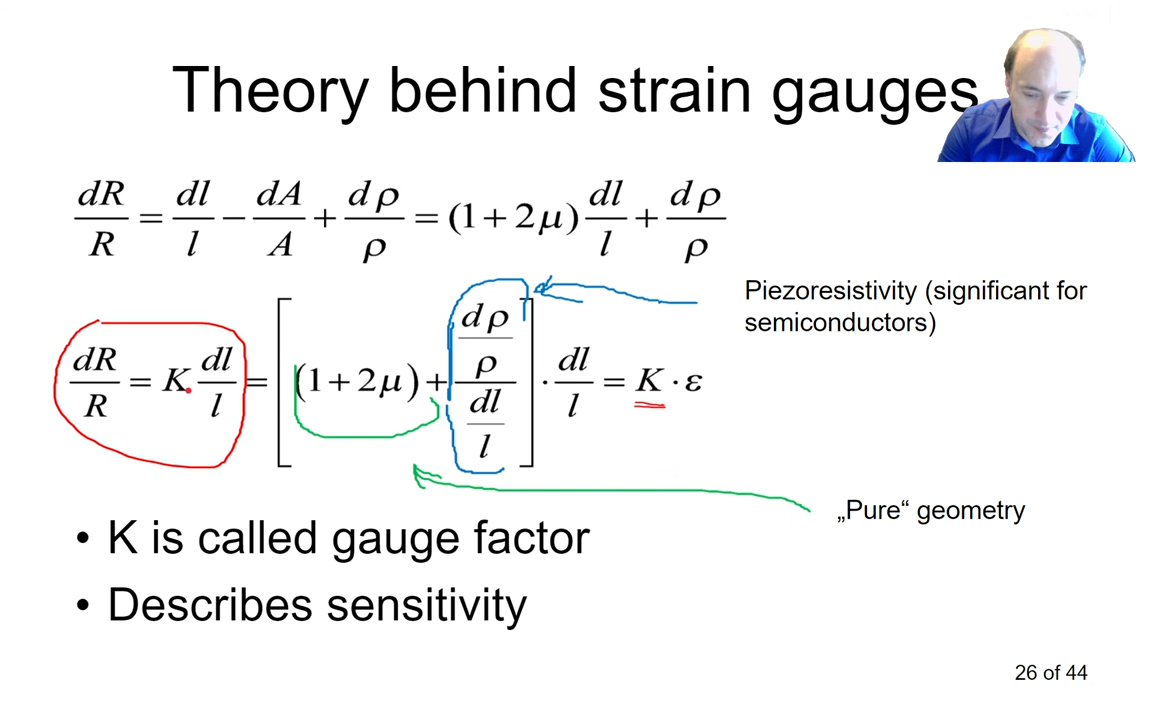 Theory behind strain gauges
dR/R = dl/l − dA/A + dρ/ρ = (1 + 2μ) dl/l + dρ/ρ
Piezoresistivity (significant for
semiconductors)
dR/R = K dl/l = [(1 + 2μ) + (dρ/ρ)/(dl/l)] · dl/l = K · ε
„Pure“ geometry
• K is called gauge factor
• Describes sensitivity
26 of 44